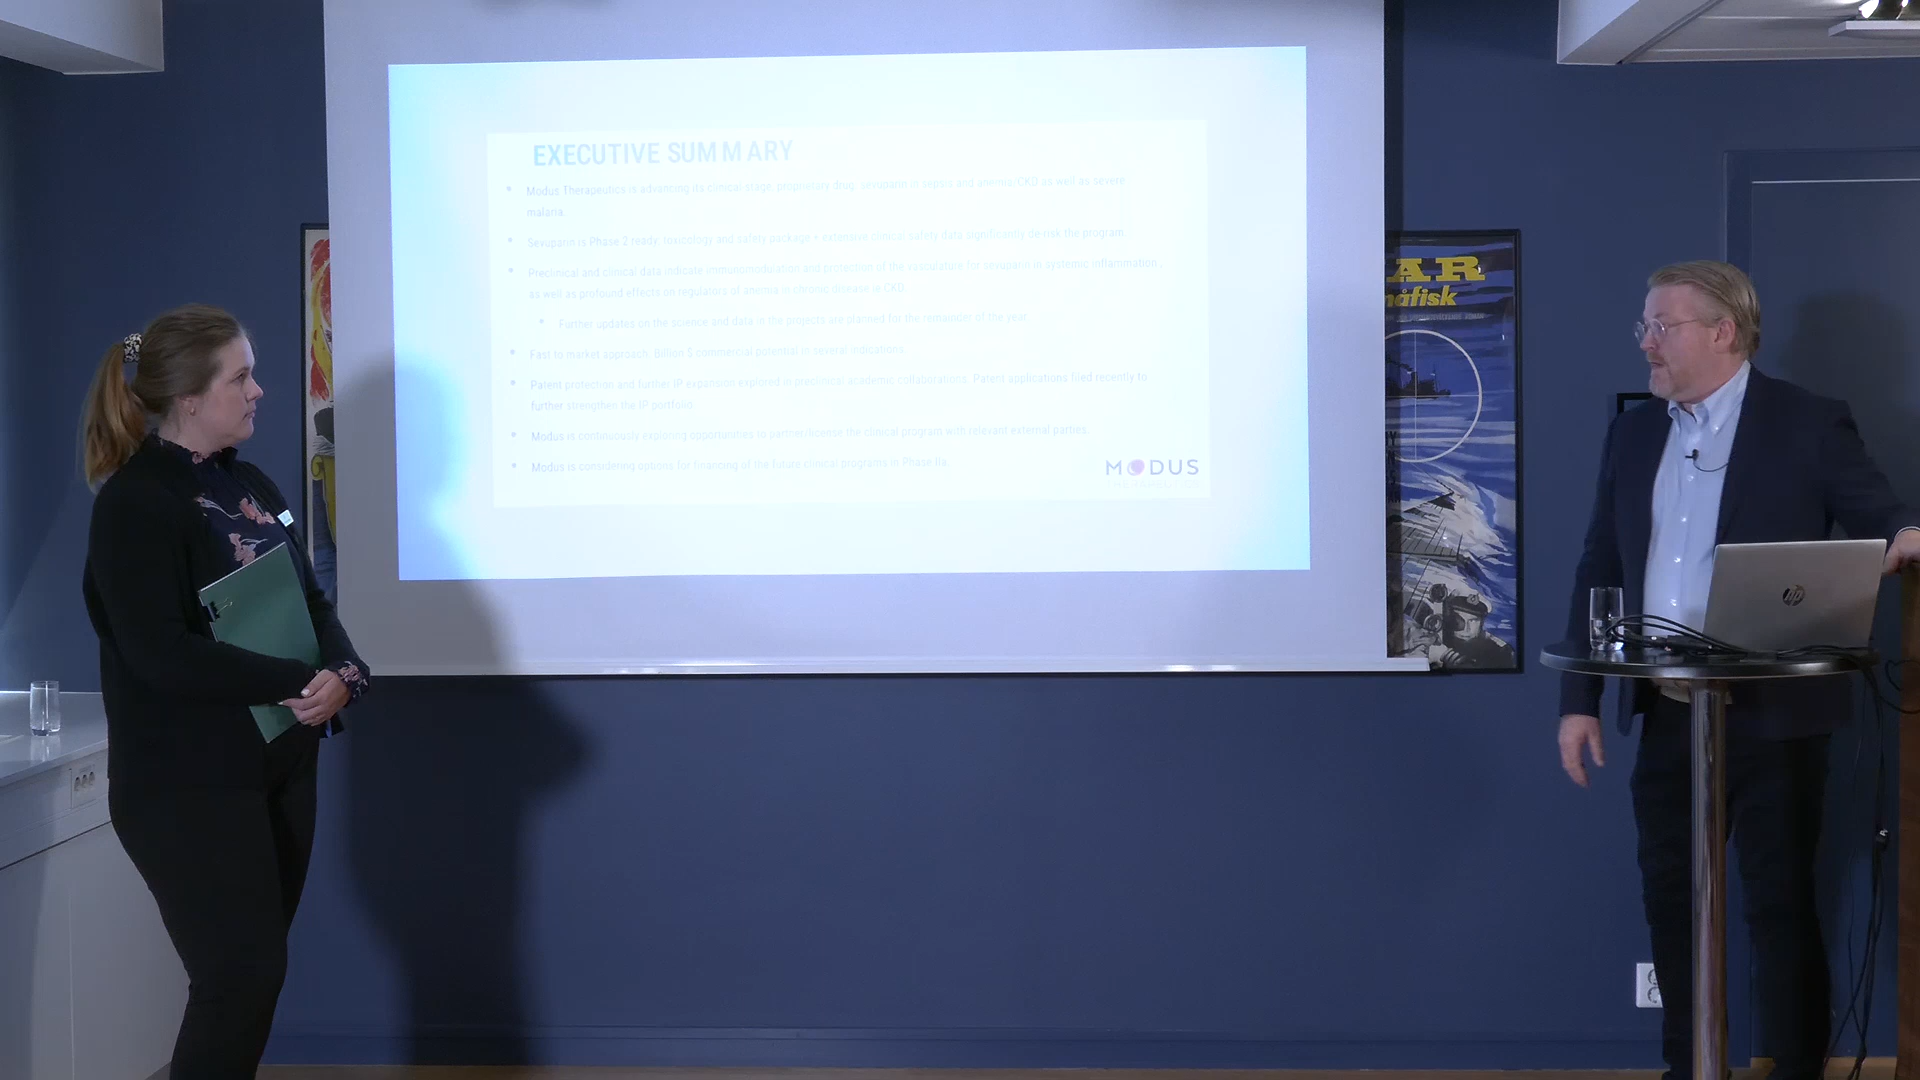 EXECUTIVE SUMMARY
Modus Therapeutics is advancing its clinical stage, proprietary drug, sevuparin in sepsis and anemia/CKD as well as severe
malaria.
Sevuparin is Phase 2 ready, toxicology and safety package + extensive clinical safety data significantly de-risk the program.
Preclinical and clinical data indicate immunomodulation and protection of the vasculature for sevuparin in systemic inflammation,
as well as profound effects on regulators of anemia in chronic disease ie CKD.
Further updates on the science and data in the projects are planned for the remainder of the year.
Fast to market approach. Billion $ commercial potential in several indications.
Patent protection and further IP expansion explored in preclinical academic collaborations. Patent applications filed recently to
further strengthen the IP portfolio.
Modus is continuously exploring opportunities to partner/license the clinical program with relevant external parties.
Modus is considering options for financing of the future clinical programs in Phase IIa.
MODUS
THERAPEUTICS
AR
måfisk
hp